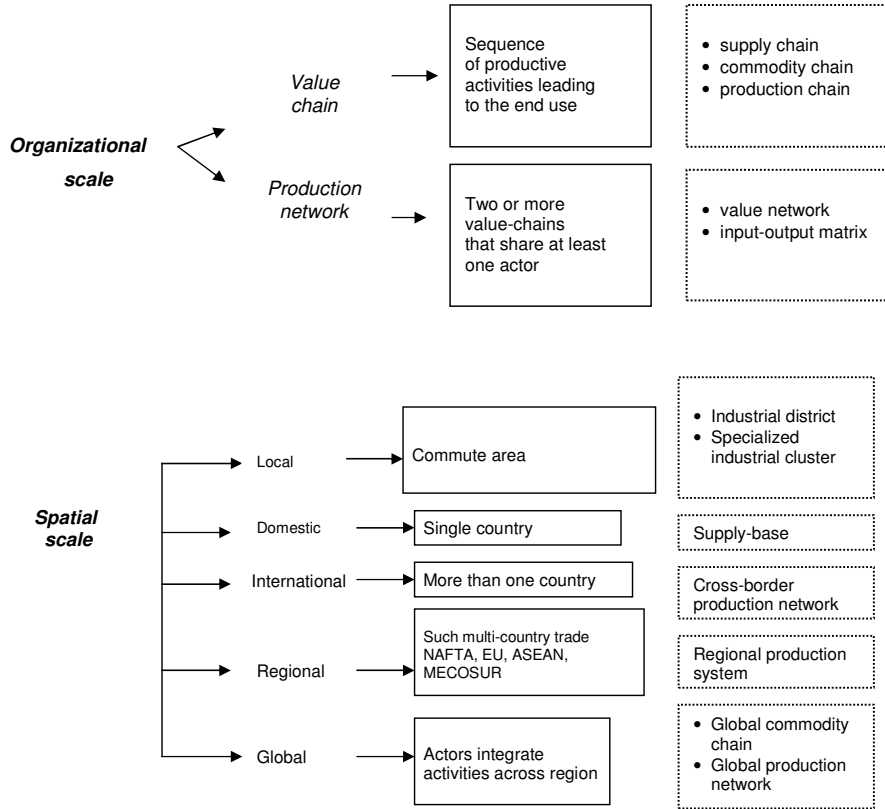 Organizational
scale
Value
chain
Sequence
of productive
activities leading
to the end use
• supply chain
• commodity chain
• production chain
Production
network
Two or more
value-chains
that share at least
one actor
• value network
• input-output matrix
Spatial
scale
Local
Commute area
• Industrial district
• Specialized
industrial cluster
Domestic
Single country
Supply-base
International
More than one country
Cross-border
production network
Regional
Such multi-country trade
NAFTA, EU, ASEAN,
MECOSUR
Regional production
system
Global
Actors integrate
activities across region
• Global commodity
chain
• Global production
network